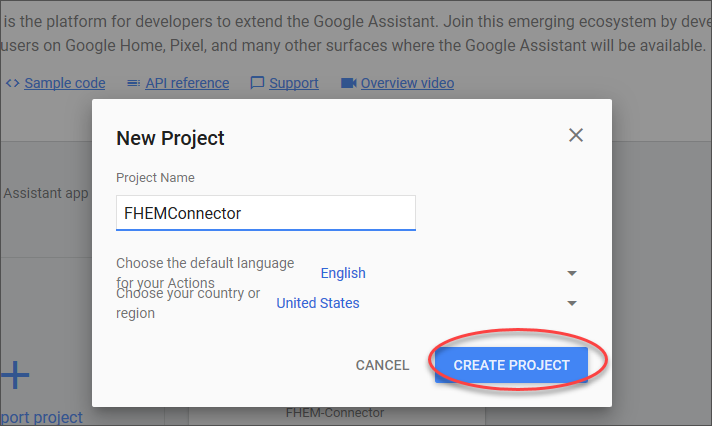 is the platform for developers to extend the Google Assistant. Join this emerging ecosystem by deve
users on Google Home, Pixel, and many other surfaces where the Google Assistant will be available.
<> Sample code API reference Support Overview video
New Project
Assistant app
Project Name
FHEMConnector
Choose the default language
for your Actions
English
Choose your country or
region
United States
CANCEL CREATE PROJECT
port project
FHEM-Connector